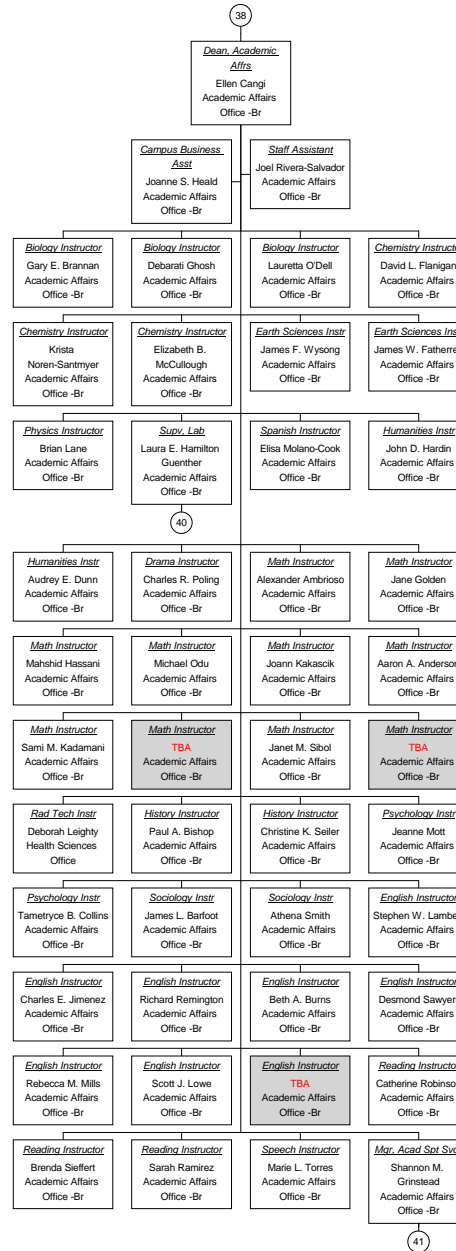 38
Dean, Academic
Affrs
Ellen Cangi
Academic Affairs
Office -Br
Campus Business
Asst
Joanne S. Heald
Academic Affairs
Office -Br
Staff Assistant
Joel Rivera-Salvador
Academic Affairs
Office -Br
Biology Instructor
Gary E. Brannan
Academic Affairs
Office -Br
Biology Instructor
Debarati Ghosh
Academic Affairs
Office -Br
Biology Instructor
Lauretta O'Dell
Academic Affairs
Office -Br
Chemistry Instructo
David L. Flanigan
Academic Affairs
Office -Br
Chemistry Instructor
Krista
Noren-Santmyer
Academic Affairs
Office -Br
Chemistry Instructor
Elizabeth B.
McCullough
Academic Affairs
Office -Br
Earth Sciences Instr
James F. Wysong
Academic Affairs
Office -Br
Earth Sciences Inst
James W. Fatherre
Academic Affairs
Office -Br
Physics Instructor
Brian Lane
Academic Affairs
Office -Br
Supv, Lab
Laura E. Hamilton
Guenther
Academic Affairs
Office -Br
Spanish Instructor
Elisa Molano-Cook
Academic Affairs
Office -Br
Humanities Instr
John D. Hardin
Academic Affairs
Office -Br
40
Humanities Instr
Audrey E. Dunn
Academic Affairs
Office -Br
Drama Instructor
Charles R. Poling
Academic Affairs
Office -Br
Math Instructor
Alexander Ambrioso
Academic Affairs
Office -Br
Math Instructor
Jane Golden
Academic Affairs
Office -Br
Math Instructor
Mahshid Hassani
Academic Affairs
Office -Br
Math Instructor
Michael Odu
Academic Affairs
Office -Br
Math Instructor
Joann Kakascik
Academic Affairs
Office -Br
Math Instructor
Aaron A. Anderson
Academic Affairs
Office -Br
Math Instructor
Sami M. Kadamani
Academic Affairs
Office -Br
Math Instructor
TBA
Academic Affairs
Office -Br
Math Instructor
Janet M. Sibol
Academic Affairs
Office -Br
Math Instructor
TBA
Academic Affairs
Office -Br
Rad Tech Instr
Deborah Leighty
Health Sciences
Office
History Instructor
Paul A. Bishop
Academic Affairs
Office -Br
History Instructor
Christine K. Seiler
Academic Affairs
Office -Br
Psychology Instr
Jeanne Mott
Academic Affairs
Office -Br
Psychology Instr
Tametryce B. Collins
Academic Affairs
Office -Br
Sociology Instr
James L. Barfoot
Academic Affairs
Office -Br
Sociology Instr
Athena Smith
Academic Affairs
Office -Br
English Instructor
Stephen W. Lambe
Academic Affairs
Office -Br
English Instructor
Charles E. Jimenez
Academic Affairs
Office -Br
English Instructor
Richard Remington
Academic Affairs
Office -Br
English Instructor
Beth A. Burns
Academic Affairs
Office -Br
English Instructor
Desmond Sawyer
Academic Affairs
Office -Br
English Instructor
Rebecca M. Mills
Academic Affairs
Office -Br
English Instructor
Scott J. Lowe
Academic Affairs
Office -Br
English Instructor
TBA
Academic Affairs
Office -Br
Reading Instructor
Catherine Robinso
Academic Affairs
Office -Br
Reading Instructor
Brenda Sieffert
Academic Affairs
Office -Br
Reading Instructor
Sarah Ramirez
Academic Affairs
Office -Br
Speech Instructor
Marie L. Torres
Academic Affairs
Office -Br
Mgr, Acad Spt Svc
Shannon M.
Grinstead
Academic Affairs
Office -Br
41